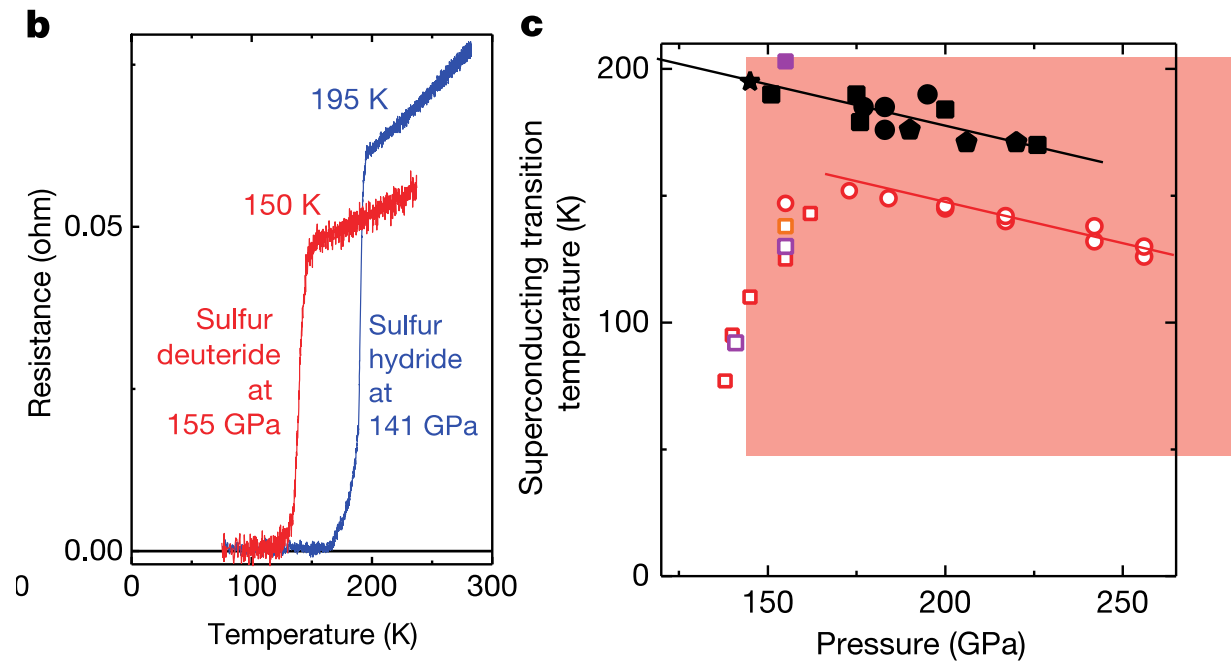 b
Resistance (ohm)
0.05
0.00
195 K
150 K
Sulfur
deuteride
at
155 GPa
Sulfur
hydride
at
141 GPa
0
0
100
200
300
Temperature (K)
c
Superconducting transition
temperature (K)
200
100
0
150
200
250
Pressure (GPa)